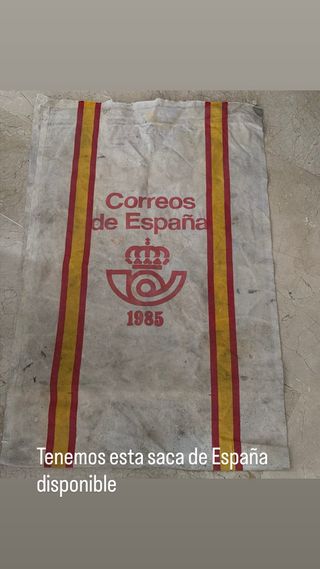 Correos
de España
1985
Tenemos esta saca de España
disponible